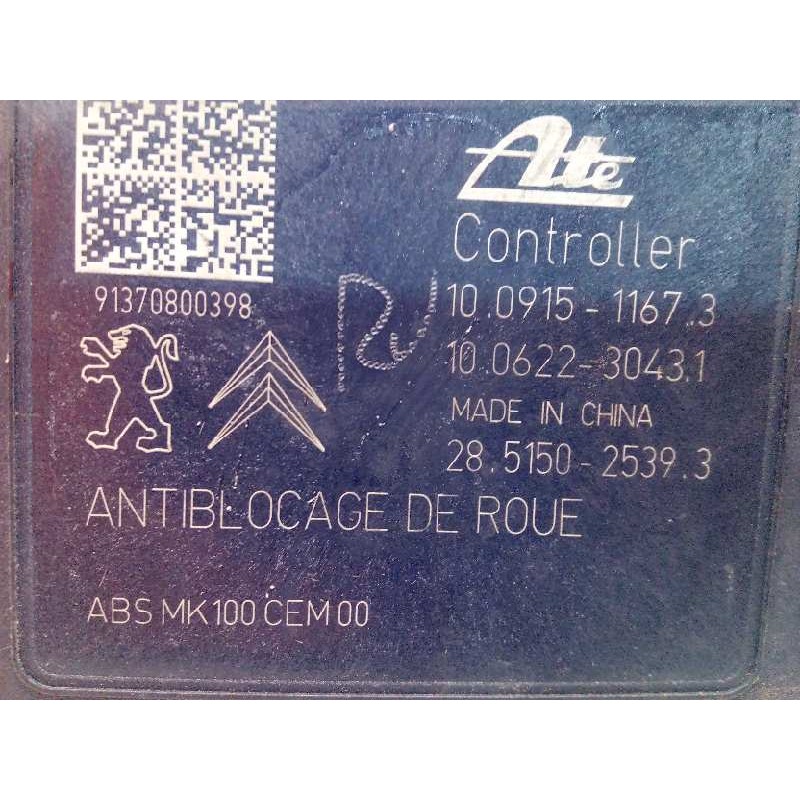 Ate
Controller
91370800398
10.0915-1167.3
10.0622-3043.1
MADE IN CHINA
28.5150-2539.3
ANTIBLOCAGE DE ROUE
ABS MK100 CEM 00